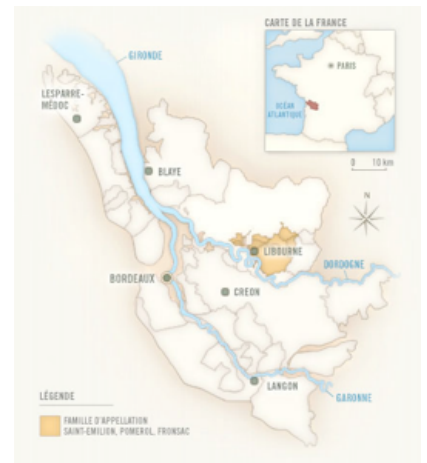 CARTE DE LA FRANCE
PARIS
OCÉAN
ATLANTIQUE
0 10 km
N
GIRONDE
LESPARRE-
MÉDOC
BLAYE
LIBOURNE
DORDOGNE
BORDEAUX
CREON
LANGON
GARONNE
LÉGENDE
FAMILLE D'APPELLATION
SAINT-EMILION, POMEROL, FRONSAC